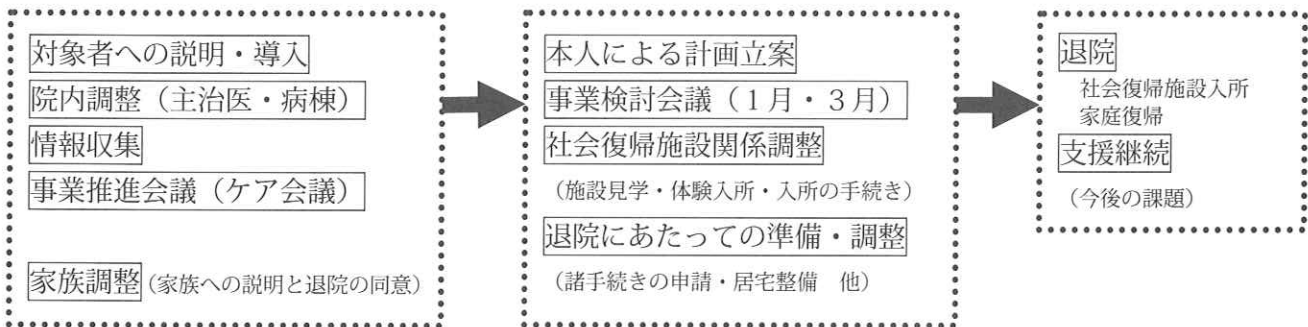 対象者への説明・導入
院内調整（主治医・病棟）
情報収集
事業推進会議（ケア会議）
家族調整（家族への説明と退院の同意）
本人による計画立案
事業検討会議（１月・３月）
社会復帰施設関係調整
（施設見学・体験入所・入所の手続き）
退院にあたっての準備・調整
（諸手続きの申請・居宅整備　他）
退院
社会復帰施設入所
家庭復帰
支援継続
（今後の課題）